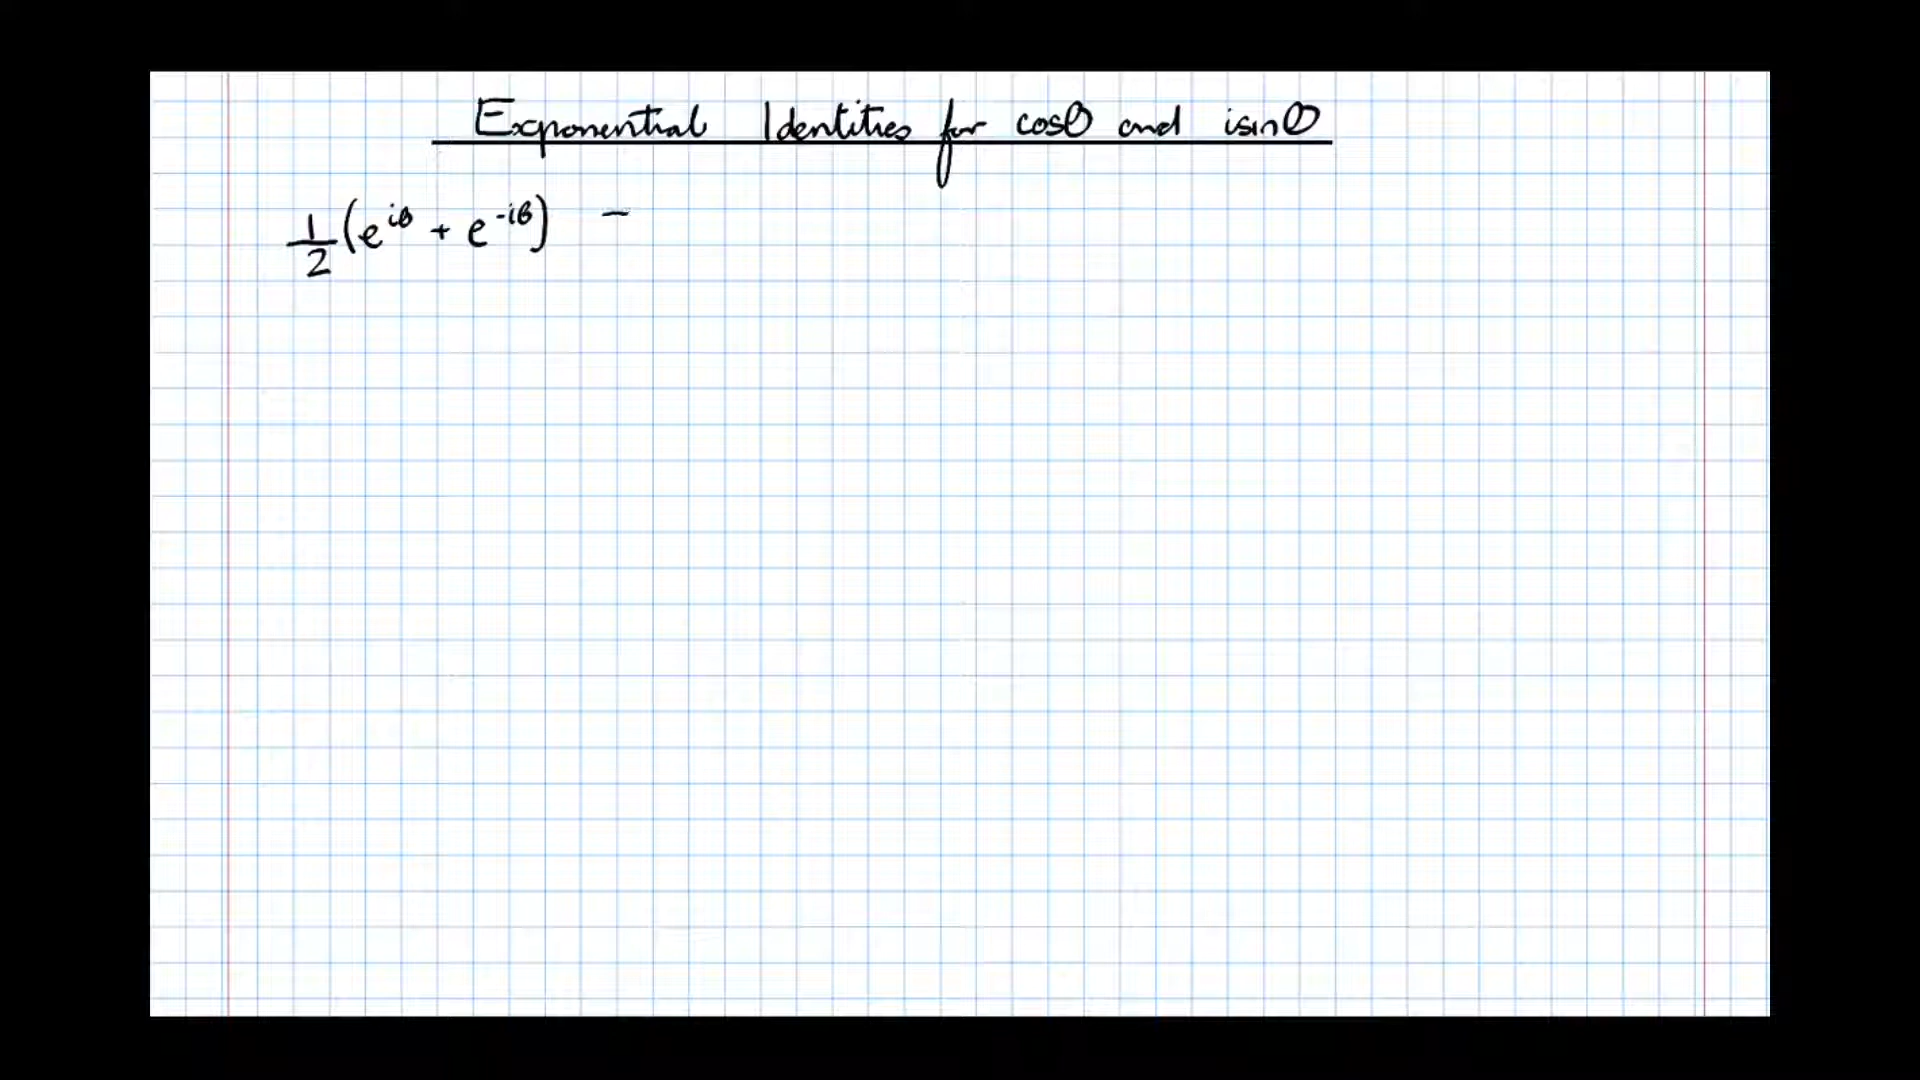 Exponential Identities for cosθ and isinθ
1/2 (e^{iθ} + e^{-iθ}) −